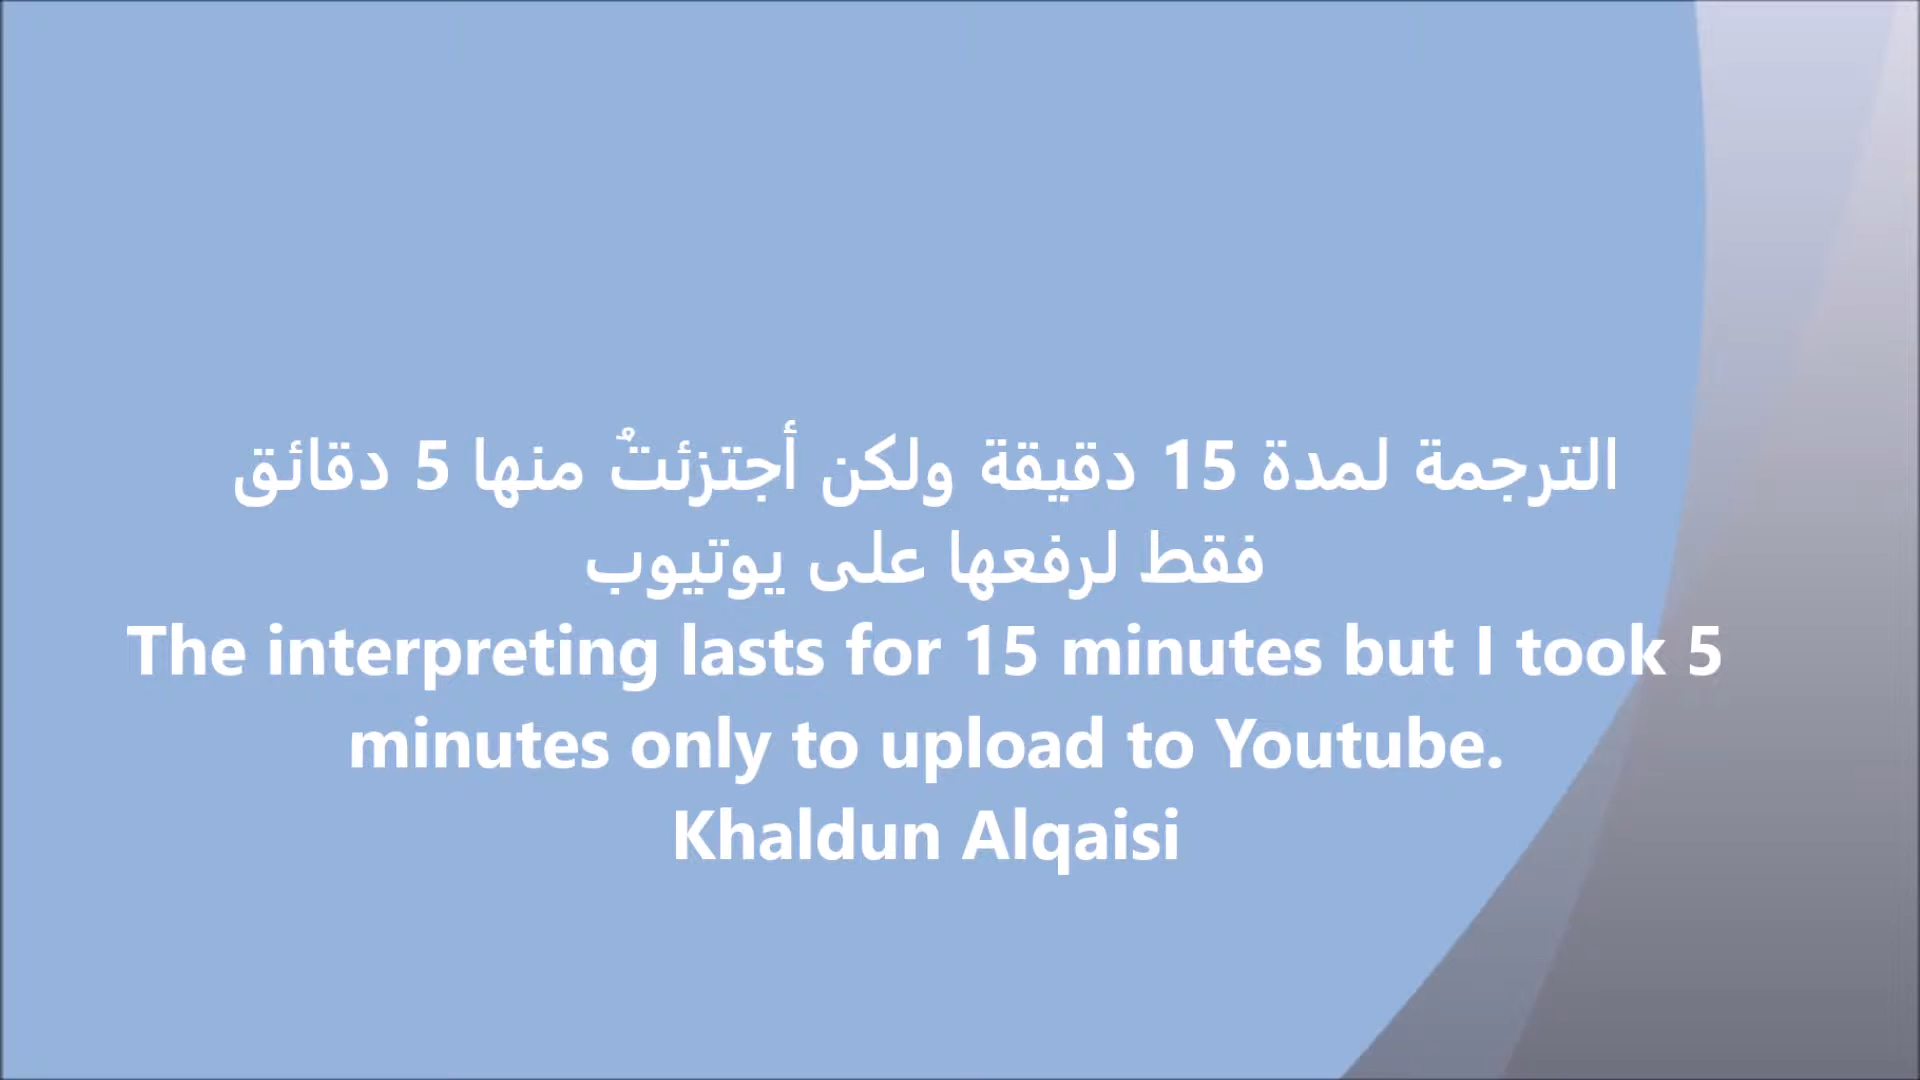 الترجمة لمدة 15 دقيقة ولكن أجتزئتٌ منها 5 دقائق
فقط لرفعها على يوتيوب
The interpreting lasts for 15 minutes but I took 5
minutes only to upload to Youtube.
Khaldun Alqaisi